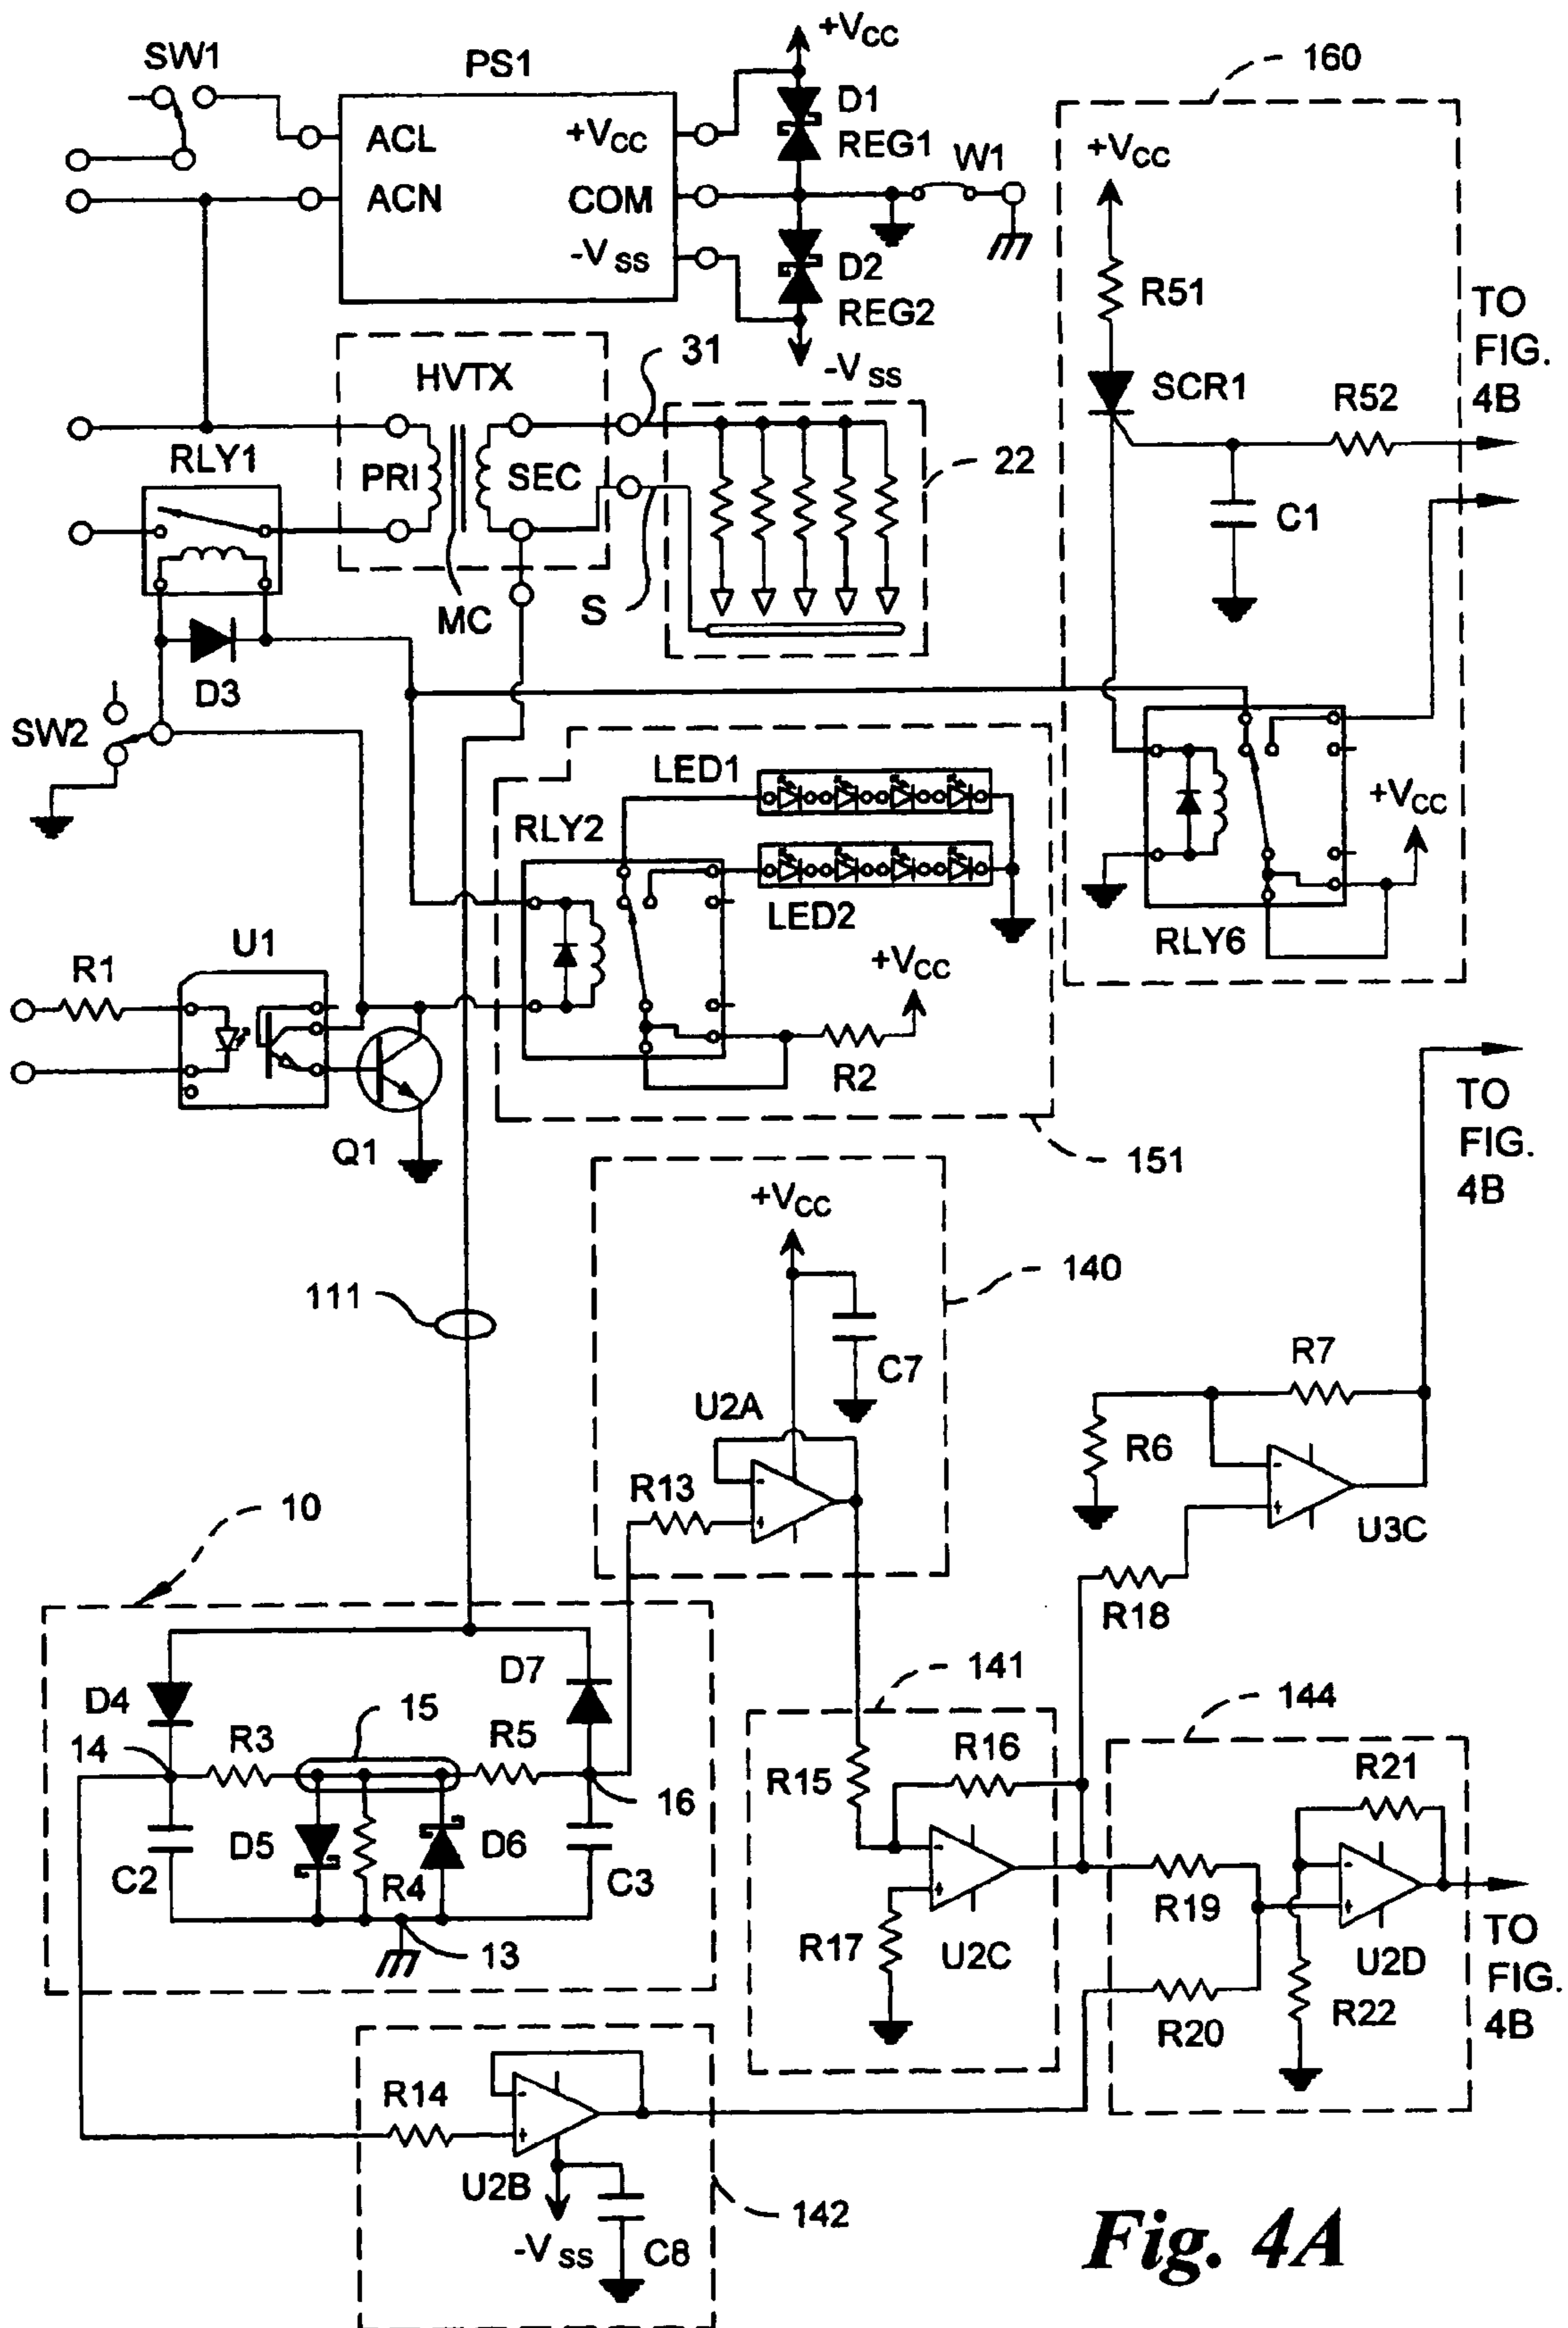 SW1
PS1
+VCC
160
ACL
+VCC
D1
REG1
W1
+VCC
ACN
COM
-VSS
D2
REG2
R51
TO
FIG.
4B
-VSS
31
HVTX
SCR1
R52
RLY1
PRI
SEC
22
C1
MC
S
D3
SW2
LED1
+VCC
RLY2
LED2
RLY6
U1
R1
+VCC
R2
TO
FIG.
4B
Q1
151
+VCC
140
111
C7
R7
U2A
R6
R13
U3C
10
R18
D7
141
144
D4
15
R3
R5
14
R15
R16
R21
16
D5
D6
C2
R4
C3
R19
R17
U2C
U2D
TO
FIG.
4B
13
R20
R22
R14
U2B
142
-VSS
C8
Fig. 4A